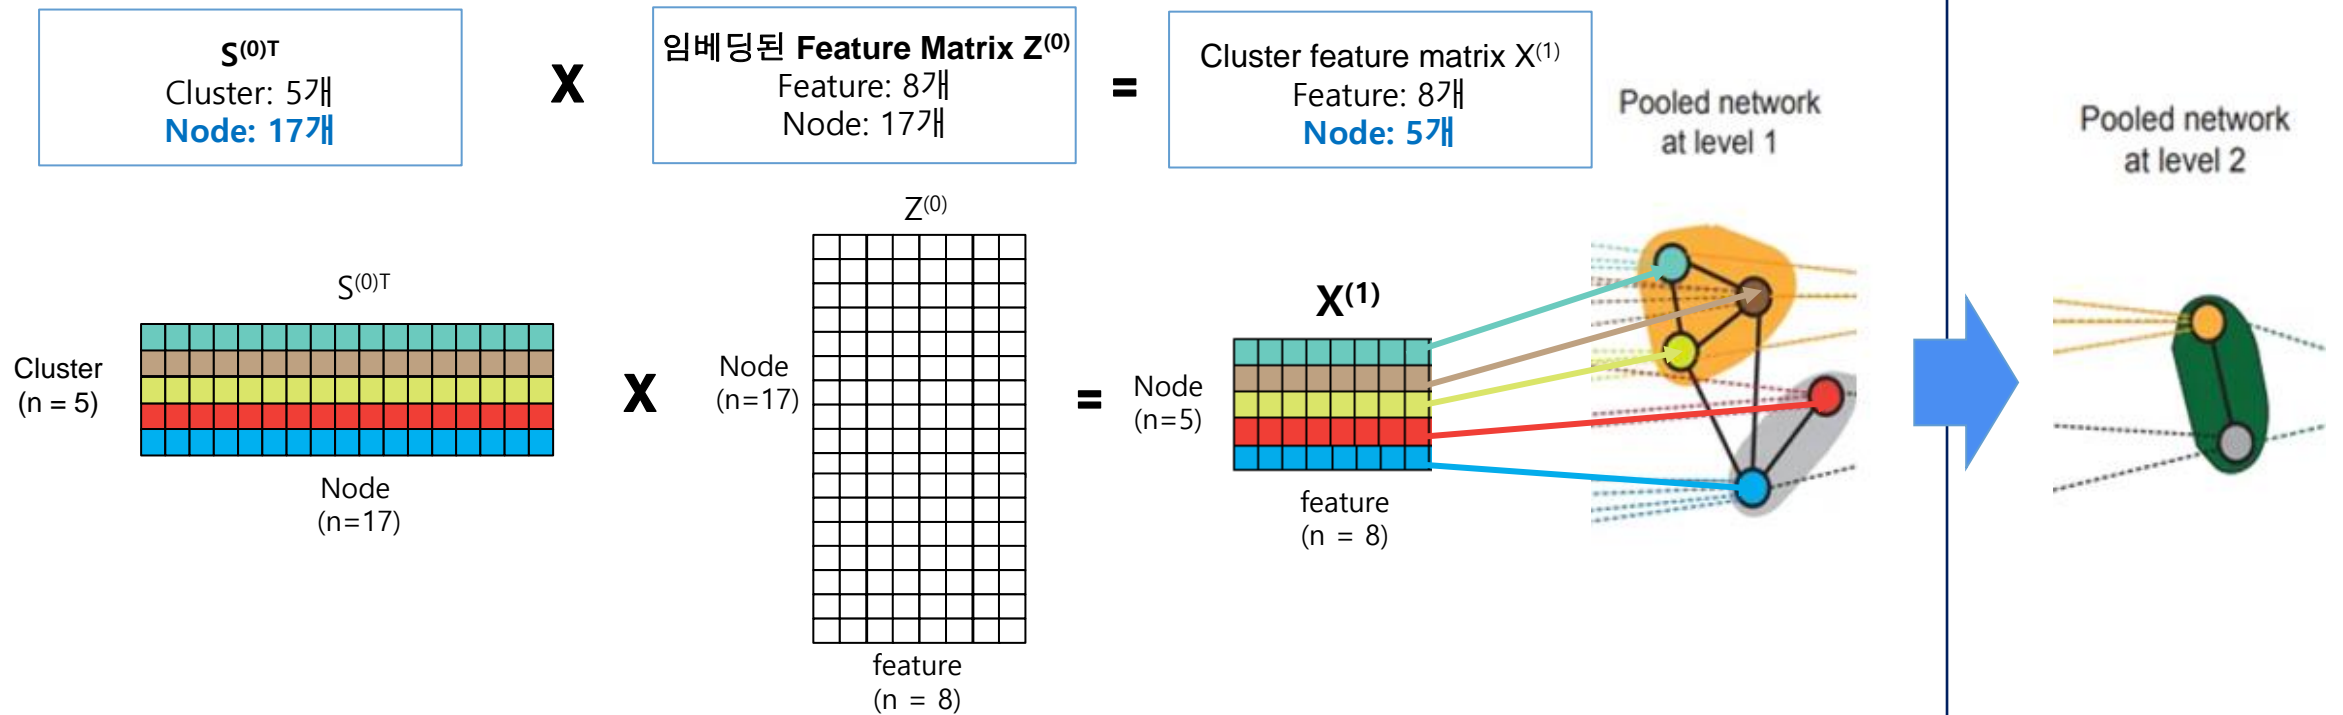 S(0)T
Cluster: 5개
Node: 17개
X
임베딩된 Feature Matrix Z(0)
Feature: 8개
Node: 17개
=
Cluster feature matrix X(1)
Feature: 8개
Node: 5개
Pooled network
at level 1
Pooled network
at level 2
S(0)T
Cluster
(n = 5)
Node
(n=17)
X
Z(0)
Node
(n=17)
feature
(n = 8)
=
X(1)
Node
(n=5)
feature
(n = 8)